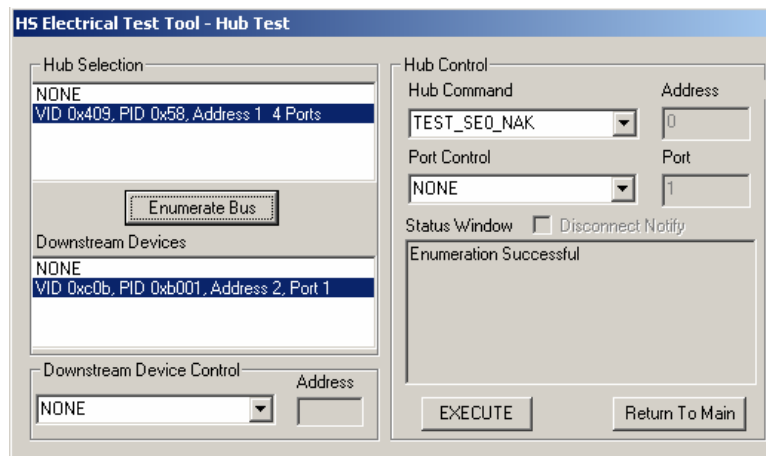 HS Electrical Test Tool - Hub Test
Hub Selection
NONE
VID 0x409, PID 0x58, Address 1 4 Ports
Enumerate Bus
Downstream Devices
NONE
VID 0xc0b, PID 0xb001, Address 2, Port 1
Downstream Device Control
Address
NONE
Hub Control
Hub Command
Address
TEST_SE0_NAK
0
Port Control
Port
NONE
1
Status Window
Disconnect Notify
Enumeration Successful
EXECUTE
Return To Main